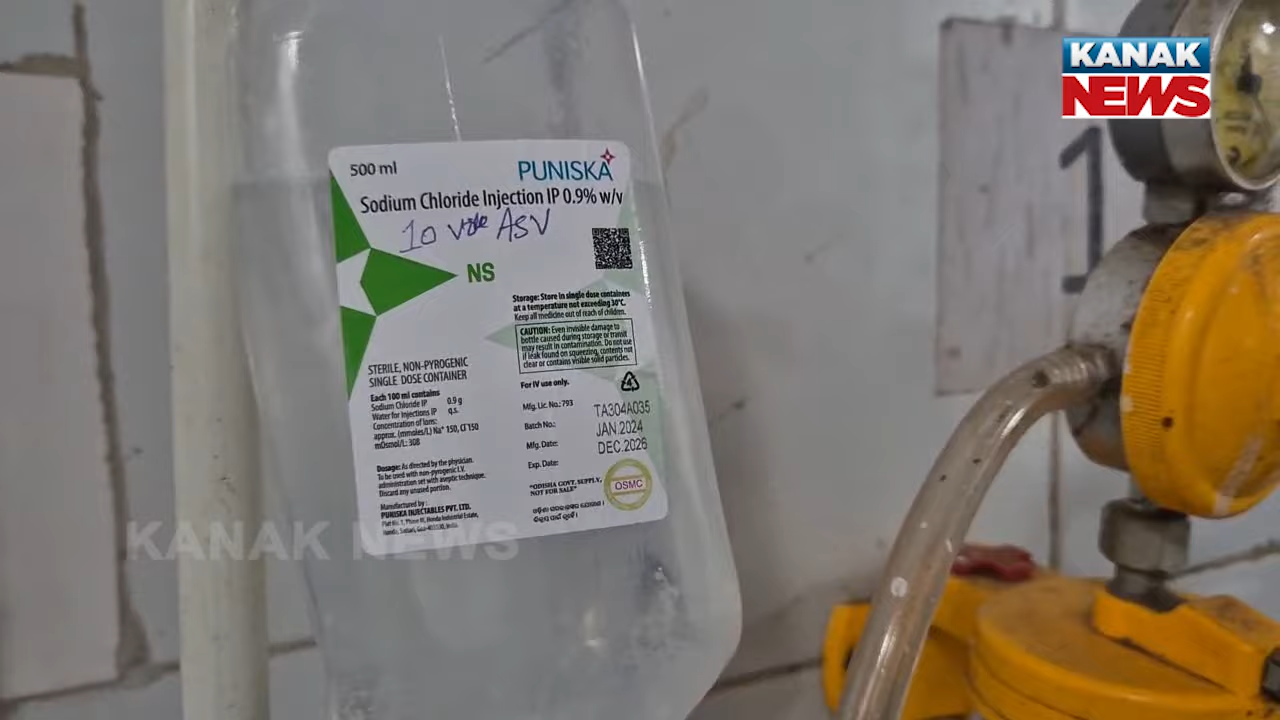 KANAK
NEWS
1
500 ml
PUNISKA
Sodium Chloride Injection IP 0.9% w/v
10 ASV
NS
Storage: Store in single dose containers
at a temperature not exceeding 30°C.
Keep all medicine out of reach of children.
CAUTION: Even invisible damage to
bottle caused during storage or transit
may result in contamination. Do not use
if leak found on squeezing, contents not
clear or contains visible solid particles.
STERILE, NON-PYROGENIC
SINGLE DOSE CONTAINER
For IV use only.
Each 100 ml contains
Sodium Chloride IP 0.9 g
Water for Injections IP q.s.
Concentration of Ions:
approx. (mmoles/L) Na⁺ 150, Cl⁻ 150
mOsmol/L: 308
Mfg. Lic. No.: 793
Batch No.: TA304A035
Mfg. Date: JAN.2024
Exp. Date: DEC.2026
Dosage: As directed by the physician.
To be used with non-pyrogenic I.V.
administration set with aseptic technique.
Discard any unused portion.
"ODISHA GOVT. SUPPLY,
NOT FOR SALE"
OSMC
Manufactured by:
PUNISKA INJECTABLES PVT. LTD.
KANAK NEWS